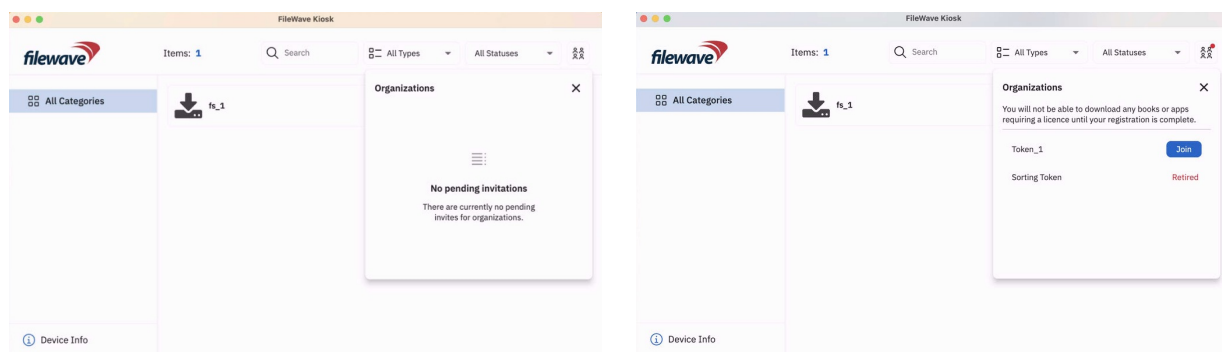 FileWave Kiosk
filewave
Items: 1
Search
All Types
All Statuses
All Categories
fs_1
Organizations
No pending invitations
There are currently no pending
invites for organizations.
Device Info
FileWave Kiosk
filewave
Items: 1
Search
All Types
All Statuses
All Categories
fs_1
Organizations
You will not be able to download any books or apps
requiring a licence until your registration is complete.
Token_1
Join
Sorting Token
Retired
Device Info